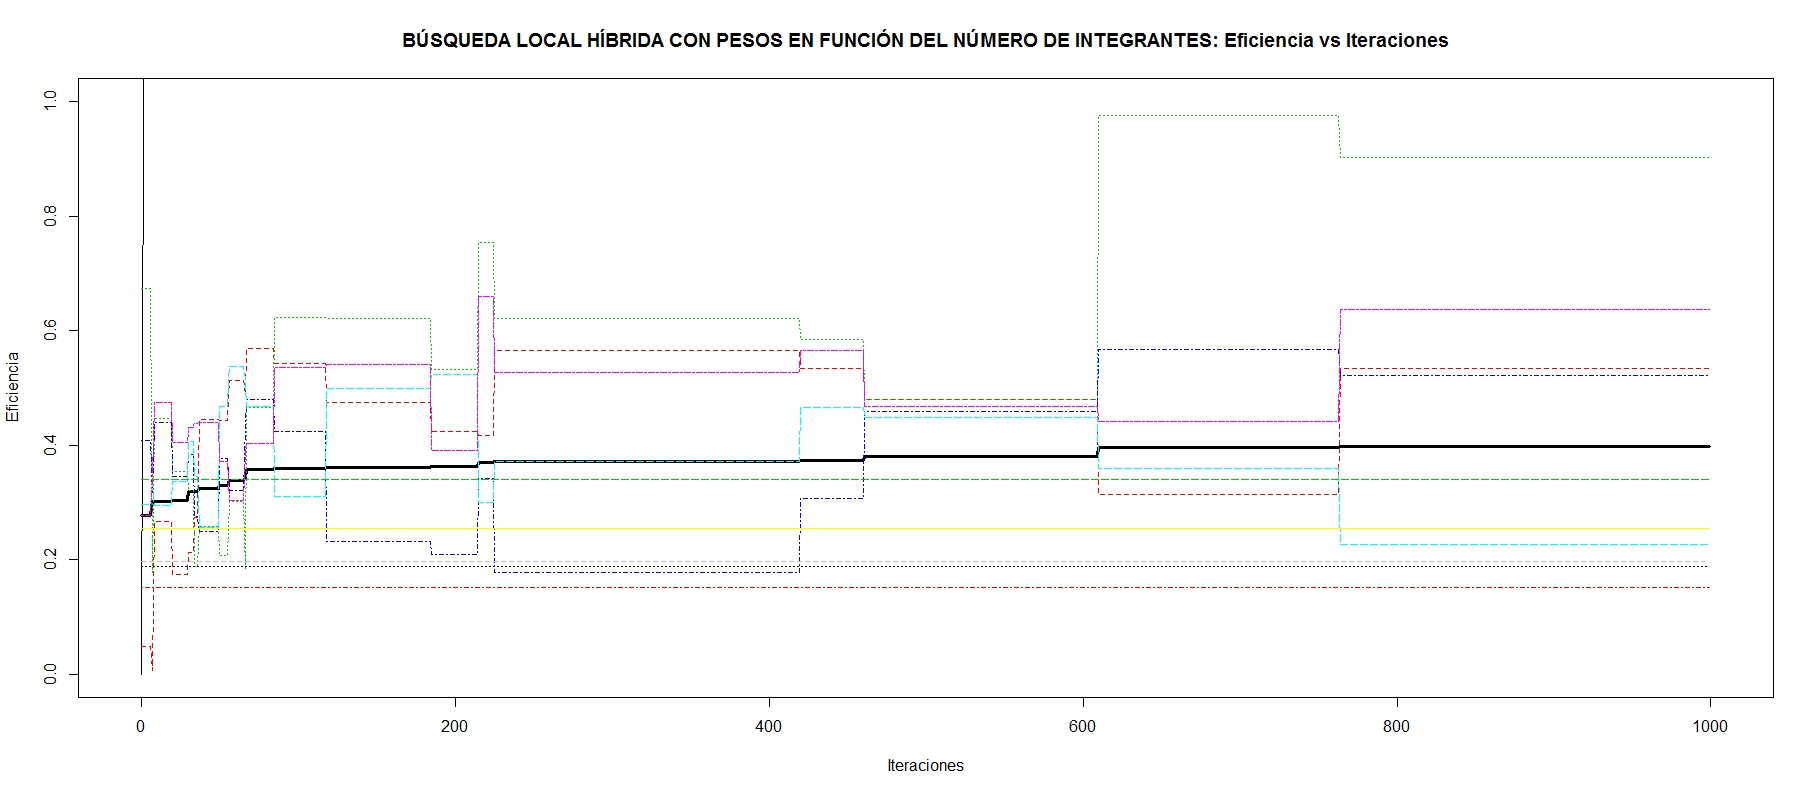 BÚSQUEDA LOCAL HÍBRIDA CON PESOS EN FUNCIÓN DEL NÚMERO DE INTEGRANTES: Eficiencia vs Iteraciones
1.0
0.8
0.6
0.4
0.2
0.0
Eficiencia
0 200 400 600 800 1000
Iteraciones